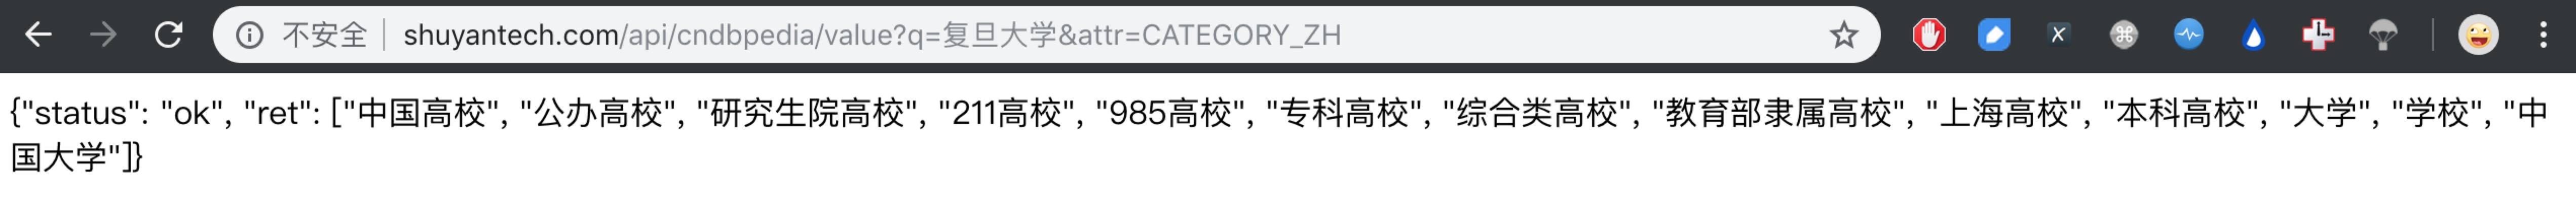 不安全 shuyantech.com/api/cndbpedia/value?q=复旦大学&attr=CATEGORY_ZH
{"status": "ok", "ret": ["中国高校", "公办高校", "研究生院高校", "211高校", "985高校", "专科高校", "综合类高校", "教育部隶属高校", "上海高校", "本科高校", "大学", "学校", "中
国大学"]}